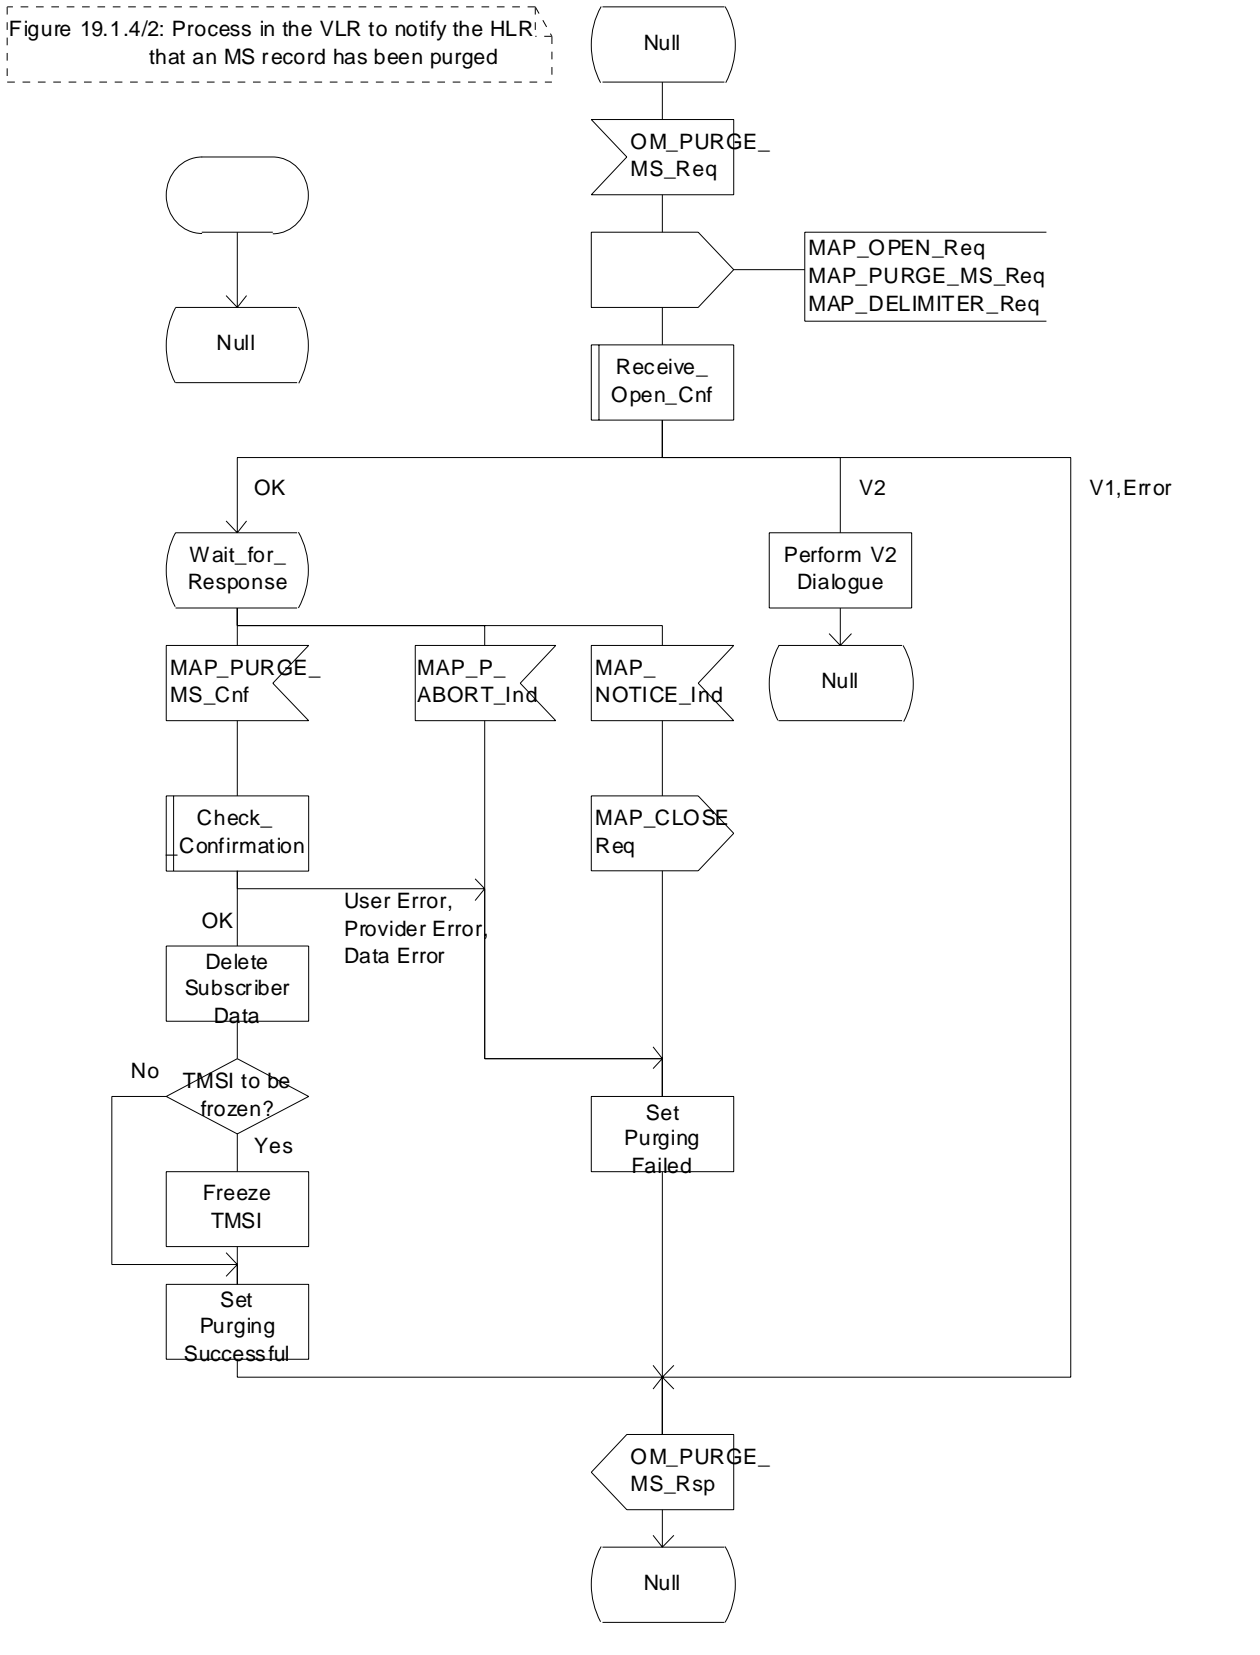 Figure 19.1.4/2: Process in the VLR to notify the HLR
that an MS record has been purged
Null
OM_PURGE_
MS_Req
MAP_OPEN_Req
MAP_PURGE_MS_Req
MAP_DELIMITER_Req
Null
Receive_
Open_Cnf
OK
V2
V1,Error
Wait_for_
Response
Perform V2
Dialogue
MAP_PURGE_
MS_Cnf
MAP_P_
ABORT_Ind
MAP_
NOTICE_Ind
Null
Check_
_Confirmation
MAP_CLOSE
Req
User Error,
Provider Error,
Data Error
OK
Delete
Subscriber
Data
No
TMSI to be
frozen?
Yes
Set
Purging
Failed
Freeze
TMSI
Set
Purging
Successful
OM_PURGE_
MS_Rsp
Null